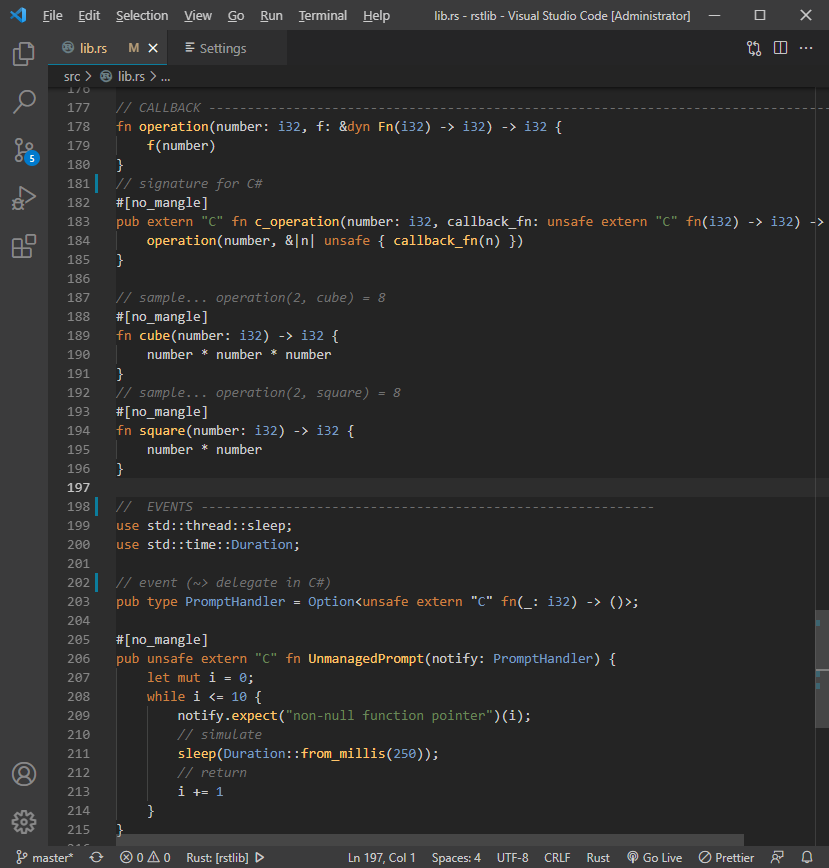 File Edit Selection View Go Run Terminal Help lib.rs - rstlib - Visual Studio Code [Administrator]
lib.rs M Settings
src > lib.rs > ...
176
177 // CALLBACK --------------------------------------------------------------------------------
178 fn operation(number: i32, f: &dyn Fn(i32) -> i32) -> i32 {
179 f(number)
180 }
181 // signature for C#
182 #[no_mangle]
183 pub extern "C" fn c_operation(number: i32, callback_fn: unsafe extern "C" fn(i32) -> i32) ->
184 operation(number, &|n| unsafe { callback_fn(n) })
185 }
186
187 // sample... operation(2, cube) = 8
188 #[no_mangle]
189 fn cube(number: i32) -> i32 {
190 number * number * number
191 }
192 // sample... operation(2, square) = 8
193 #[no_mangle]
194 fn square(number: i32) -> i32 {
195 number * number
196 }
197
198 // EVENTS -----------------------------------------------------------
199 use std::thread::sleep;
200 use std::time::Duration;
201
202 // event (~> delegate in C#)
203 pub type PromptHandler = Option<unsafe extern "C" fn(_: i32) -> ()>;
204
205 #[no_mangle]
206 pub unsafe extern "C" fn UnmanagedPrompt(notify: PromptHandler) {
207 let mut i = 0;
208 while i <= 10 {
209 notify.expect("non-null function pointer")(i);
210 // simulate
211 sleep(Duration::from_millis(250));
212 // return
213 i += 1
214 }
215 }
5
master* 0 0 Rust: [rstlib] Ln 197, Col 1 Spaces: 4 UTF-8 CRLF Rust Go Live Prettier